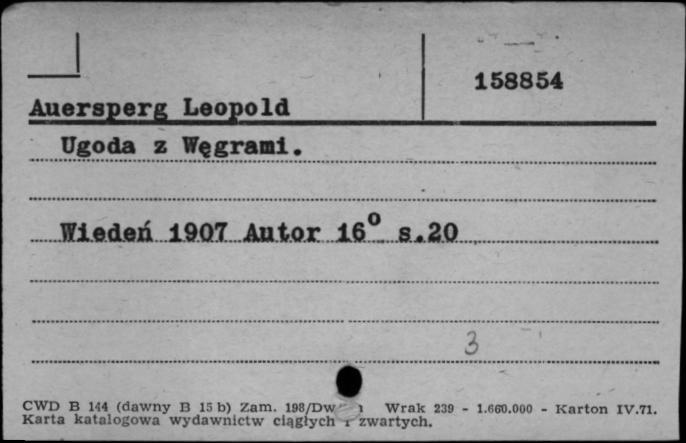 158854
Auersperg Leopold
Ugoda z Węgrami.
Wiedeń 1907 Autor 16° s.20
3
CWD B 144 (dawny B 15 b) Zam. 198/Dw Wrak 239 - 1.660.000 - Karton IV.71.
Karta katalogowa wydawnictw ciągłych i zwartych.